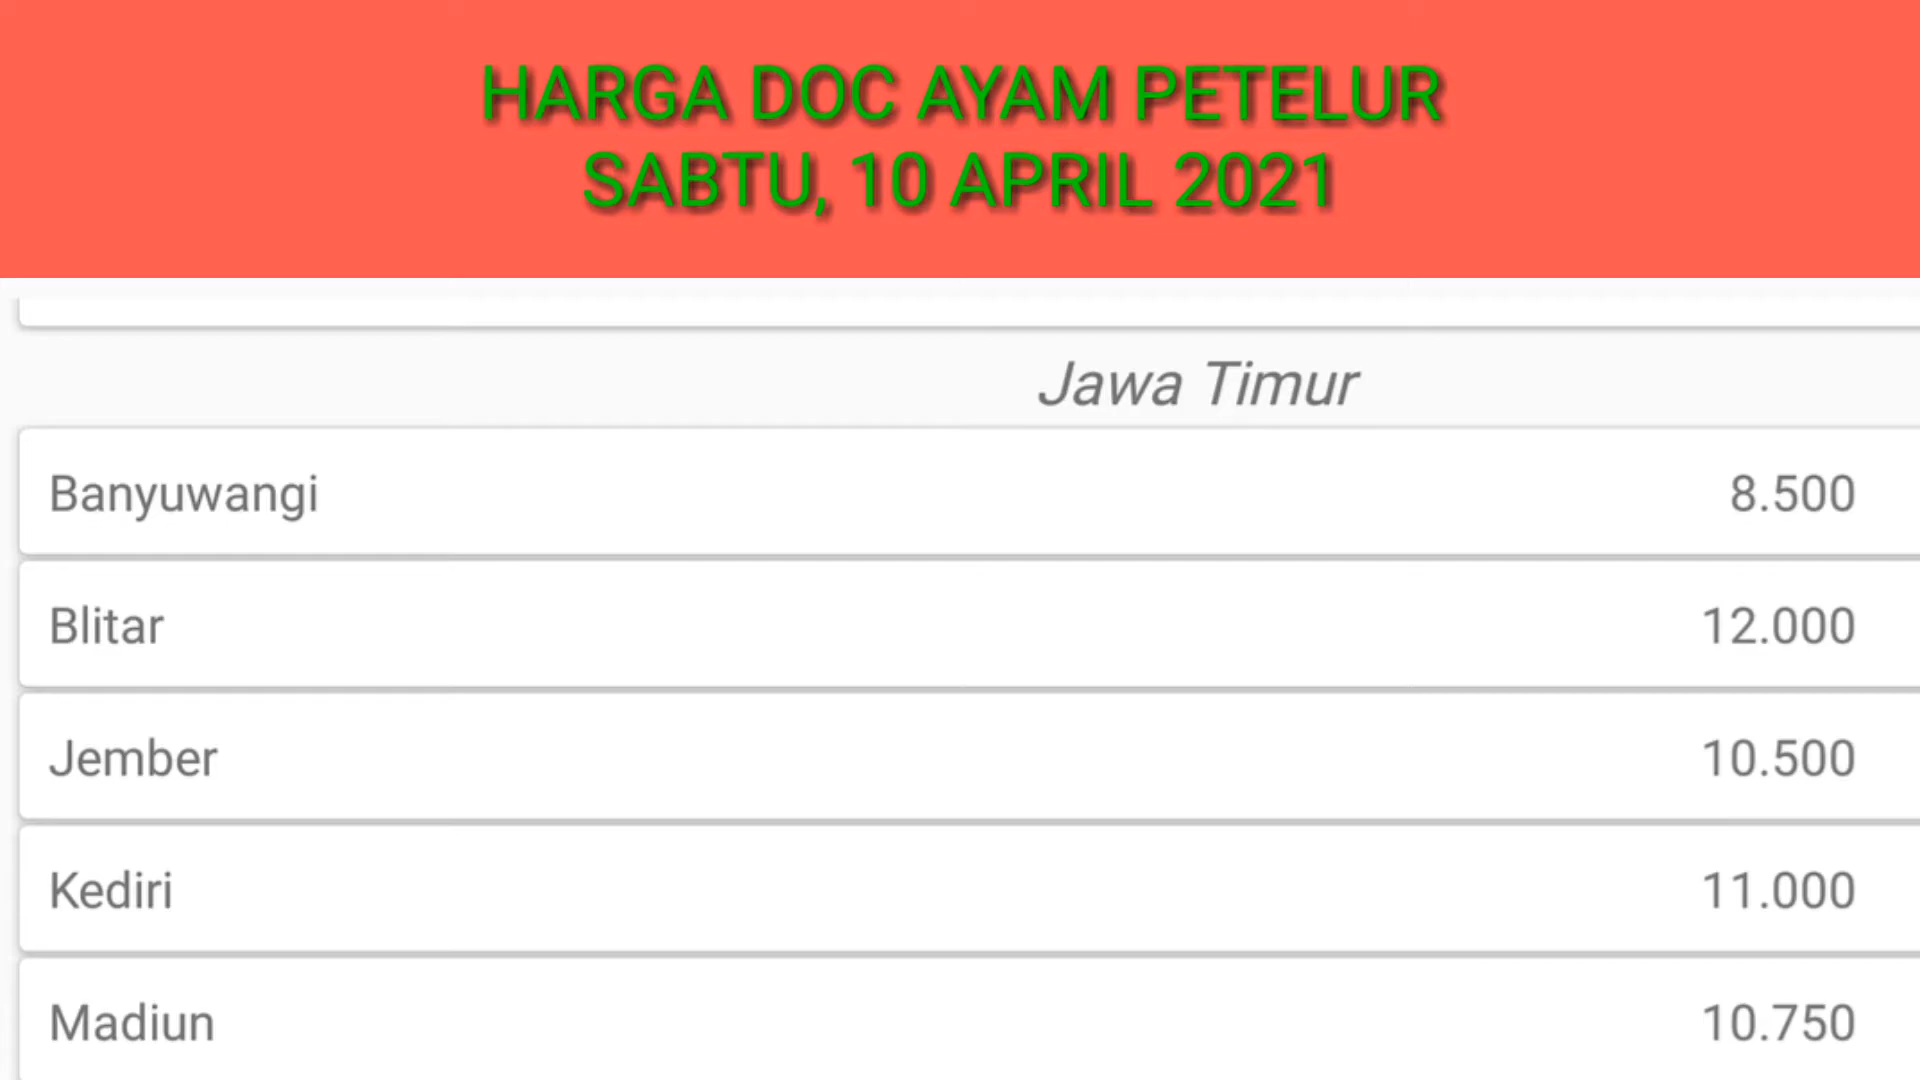 HARGA DOC AYAM PETELUR
SABTU, 10 APRIL 2021
Jawa Timur
Banyuwangi 8.500
Blitar 12.000
Jember 10.500
Kediri 11.000
Madiun 10.750